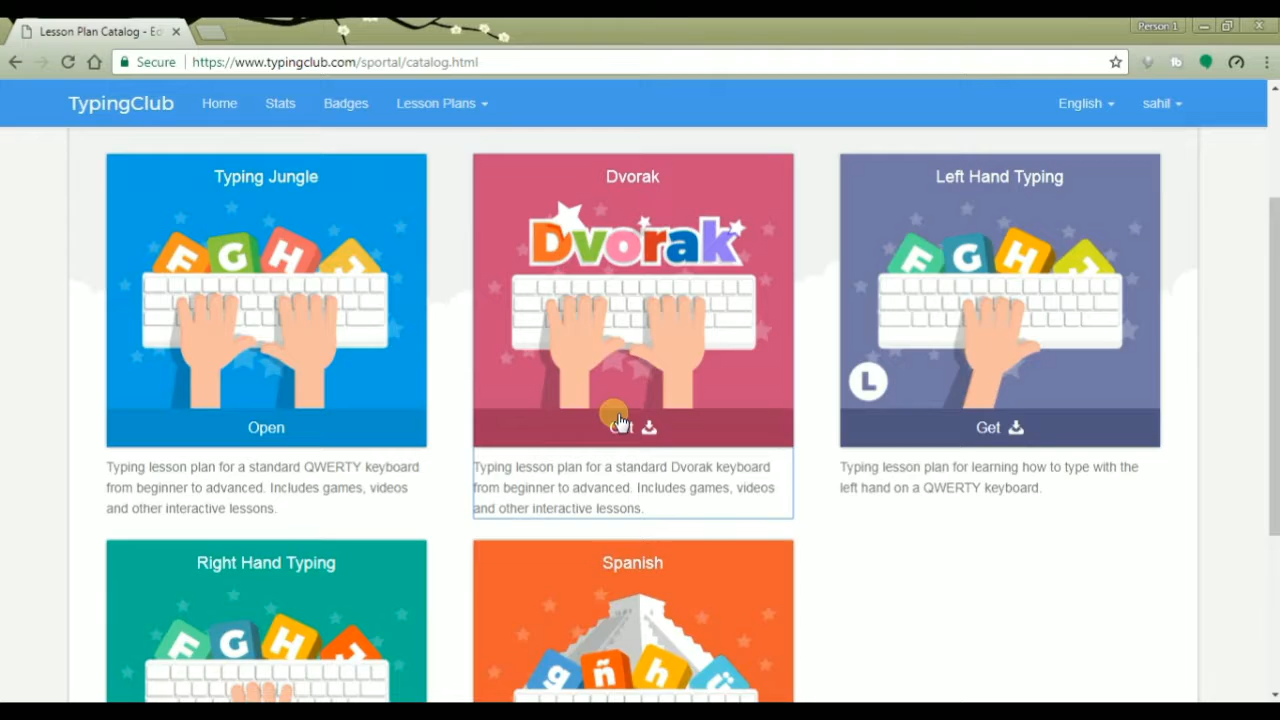 Lesson Plan Catalog - Ed
Person 1
Secure
https://www.typingclub.com/sportal/catalog.html
TypingClub Home Stats Badges Lesson Plans English sahil
Typing Jungle
F G H J
Open
Typing lesson plan for a standard QWERTY keyboard
from beginner to advanced. Includes games, videos
and other interactive lessons.
Dvorak
Dvorak
Typing lesson plan for a standard Dvorak keyboard
from beginner to advanced. Includes games, videos
and other interactive lessons.
Left Hand Typing
F G H J
L
Get
Typing lesson plan for learning how to type with the
left hand on a QWERTY keyboard.
Right Hand Typing
F G H J
Spanish
g ñ h j